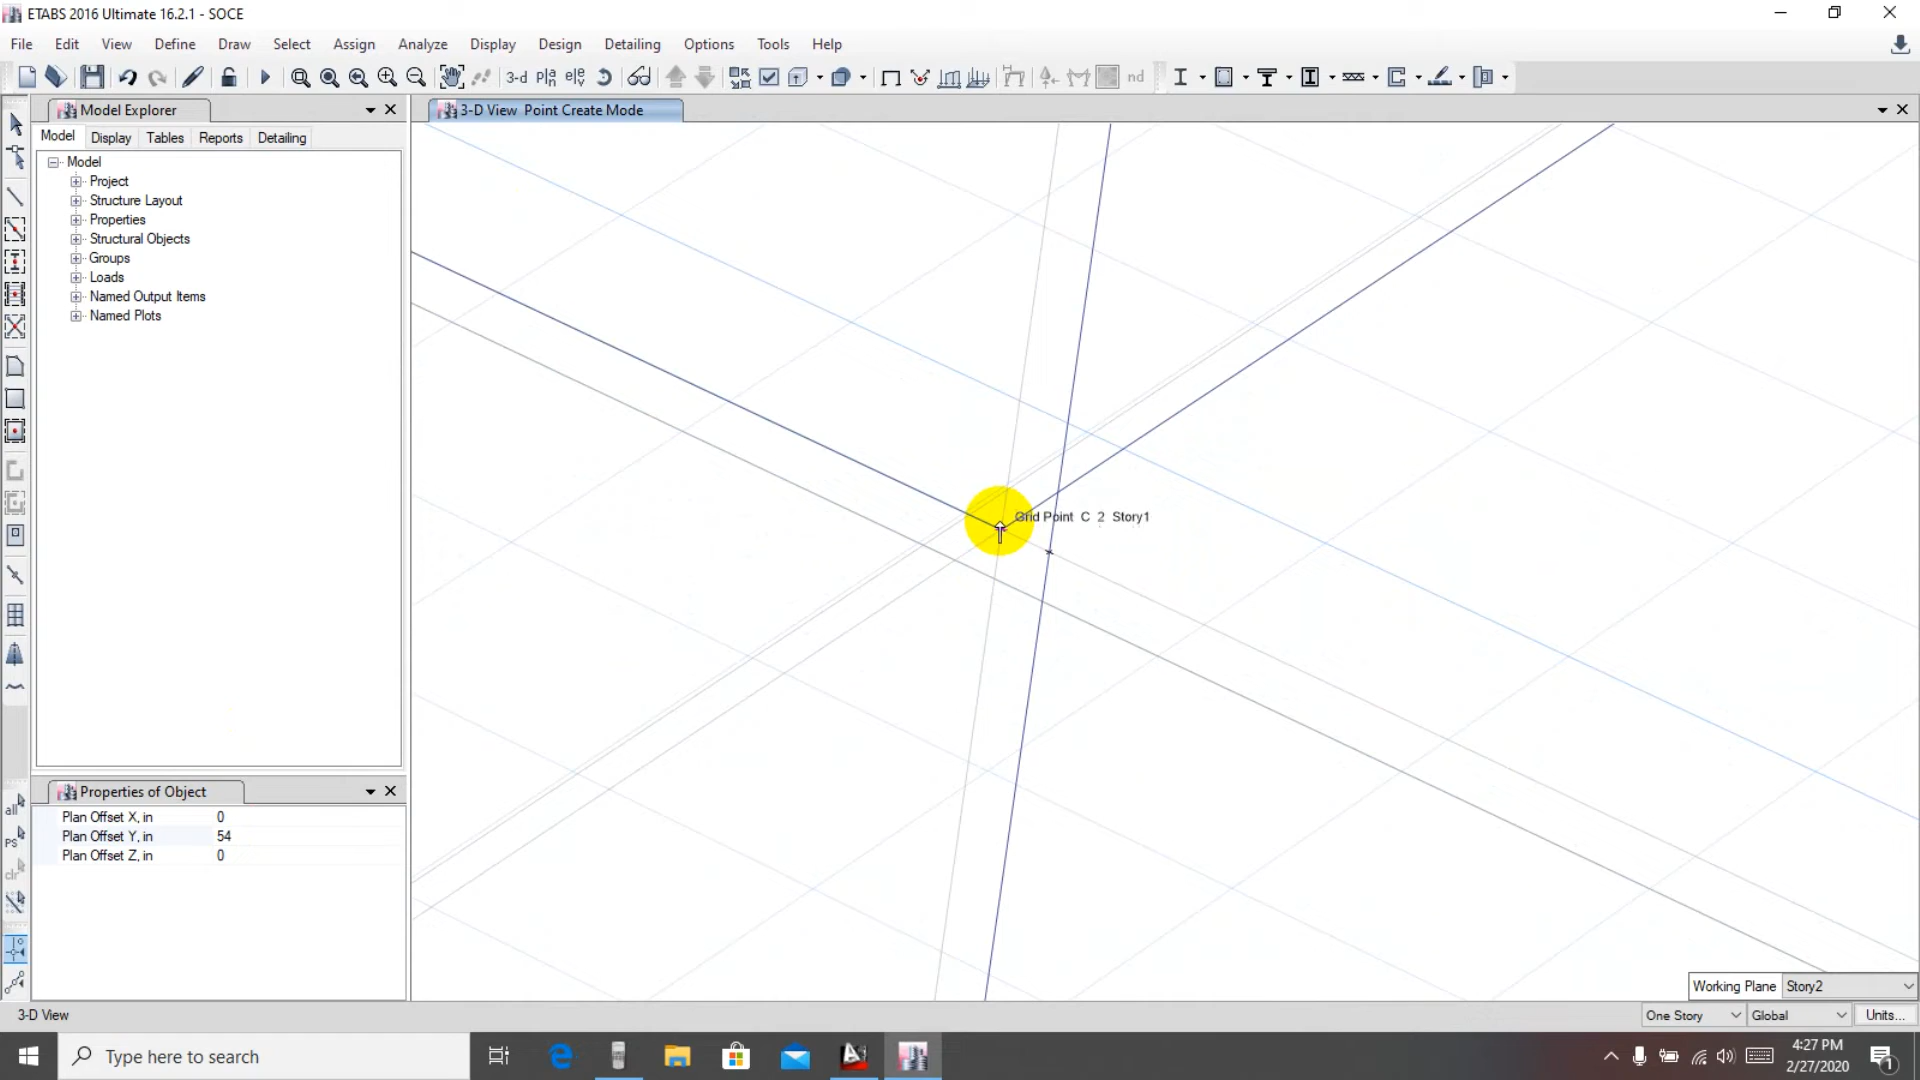 ETABS 2016 Ultimate 16.2.1 - SOCE
File Edit View Define Draw Select Assign Analyze Display Design Detailing Options Tools Help
3-d
nd
Model Explorer
3-D View Point Create Mode
Model Display Tables Reports Detailing
Model
Project
Structure Layout
Properties
Structural Objects
Groups
Loads
Named Output Items
Named Plots
Grid Point C 2 Story1
Properties of Object
Plan Offset X, in 0
Plan Offset Y, in 54
Plan Offset Z, in 0
all
PS
clr
Working Plane Story2
3-D View
One Story Global Units...
Type here to search
4:27 PM
2/27/2020
1